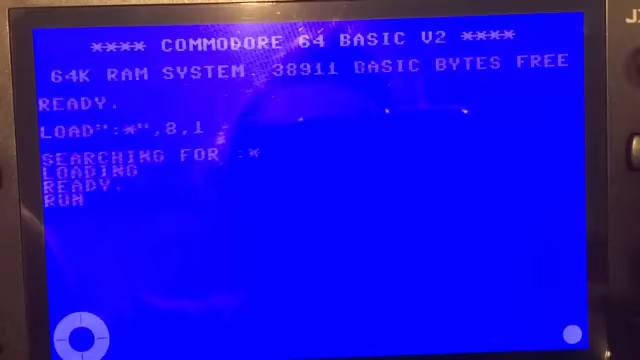 **** COMMODORE 64 BASIC V2 ****
64K RAM SYSTEM 38911 BASIC BYTES FREE
READY.
LOAD":*",8,1
SEARCHING FOR :*
LOADING
READY.
RUN